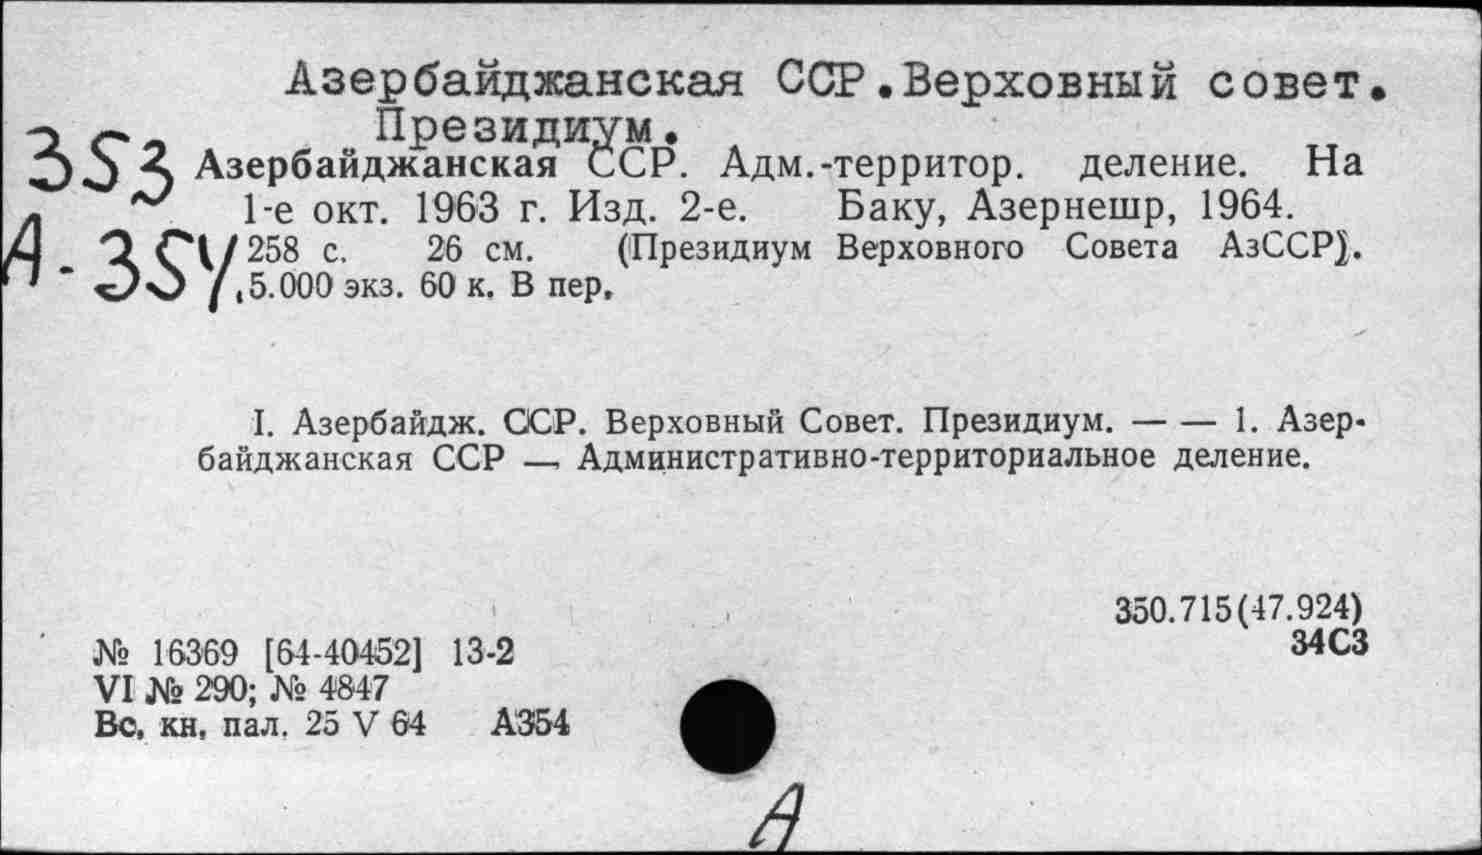 Азербайджанская ССР.Верховный совет.
Президиум.
353
Азербайджанская ССР. Адм.-территор. деление. На
1-е окт. 1963 г. Изд. 2-е. Баку, Азернешр, 1964.
А-354
258 с. 26 см. (Президиум Верховного Совета АзССР).
5.000 экз. 60 к. В пер.
I. Азербайдж. ССР. Верховный Совет. Президиум. — — 1. Азер-
байджанская ССР — Административно-территориальное деление.
350.715(47.924)
34С3
№ 16369 [64-40452] 13-2
VI № 290; № 4847
Вс. кн. пал. 25 V 64 А354
А